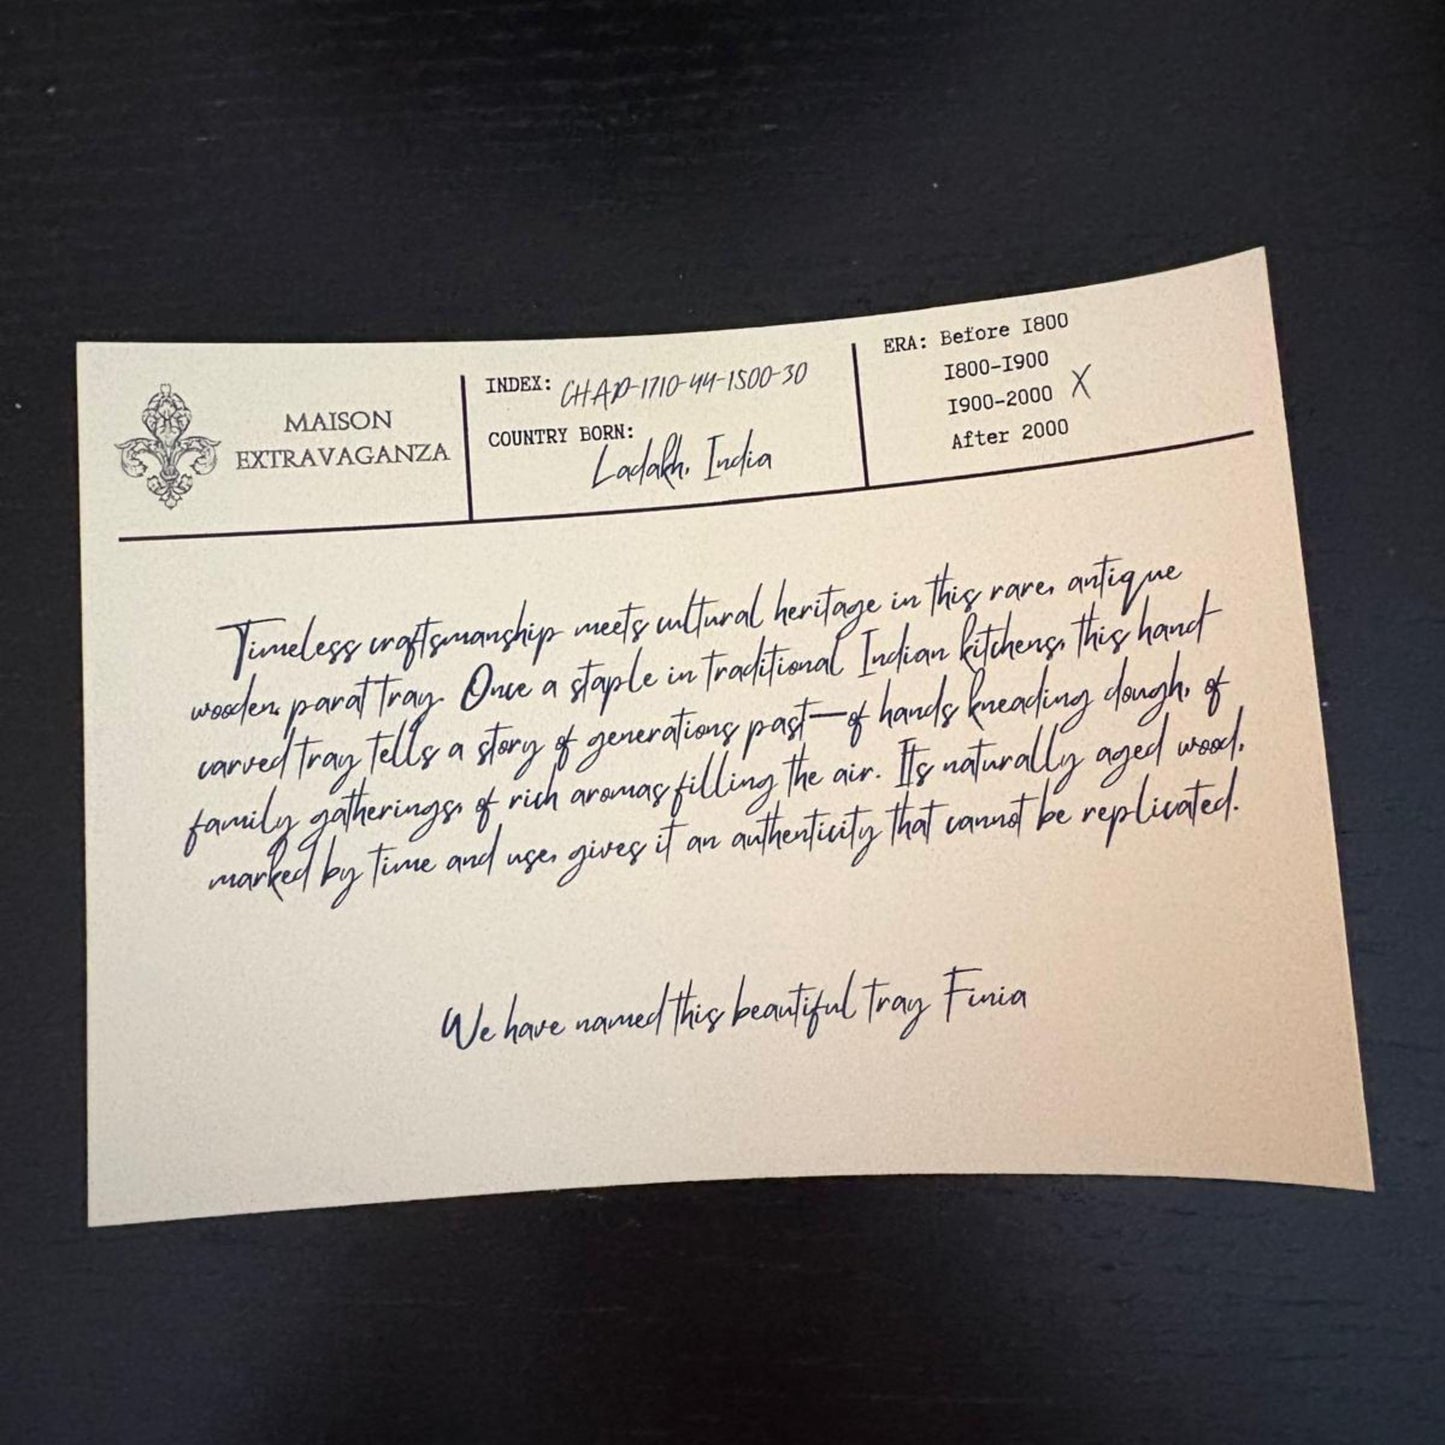 MAISON
EXTRAVAGANZA
INDEX: CHAP-1710-44-1500-30
COUNTRY BORN:
Ladakh, India
ERA: Before 1800
1800-1900
1900-2000 X
After 2000
Timeless craftsmanship meets cultural heritage in this rare, antique
wooden, parat tray. Once a staple in traditional Indian kitchens, this hand
carved tray tells a story of generations past—of hands kneading dough, of
family gatherings, of rich aromas filling the air. Its naturally aged wood,
marked by time and use, gives it an authenticity that cannot be replicated.
We have named this beautiful tray Finia